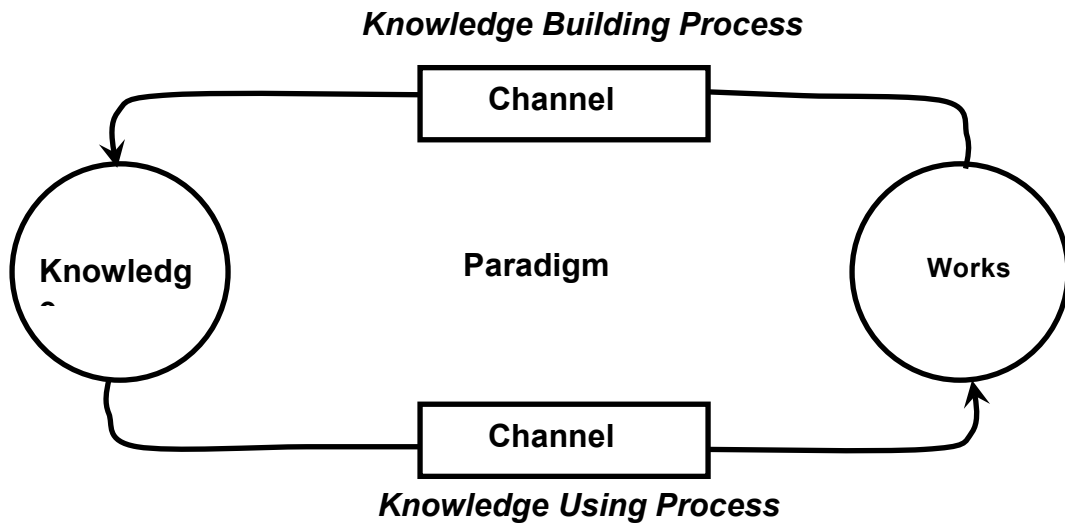 Knowledge Building Process
Channel
Knowledg
Paradigm
Works
Channel
Knowledge Using Process